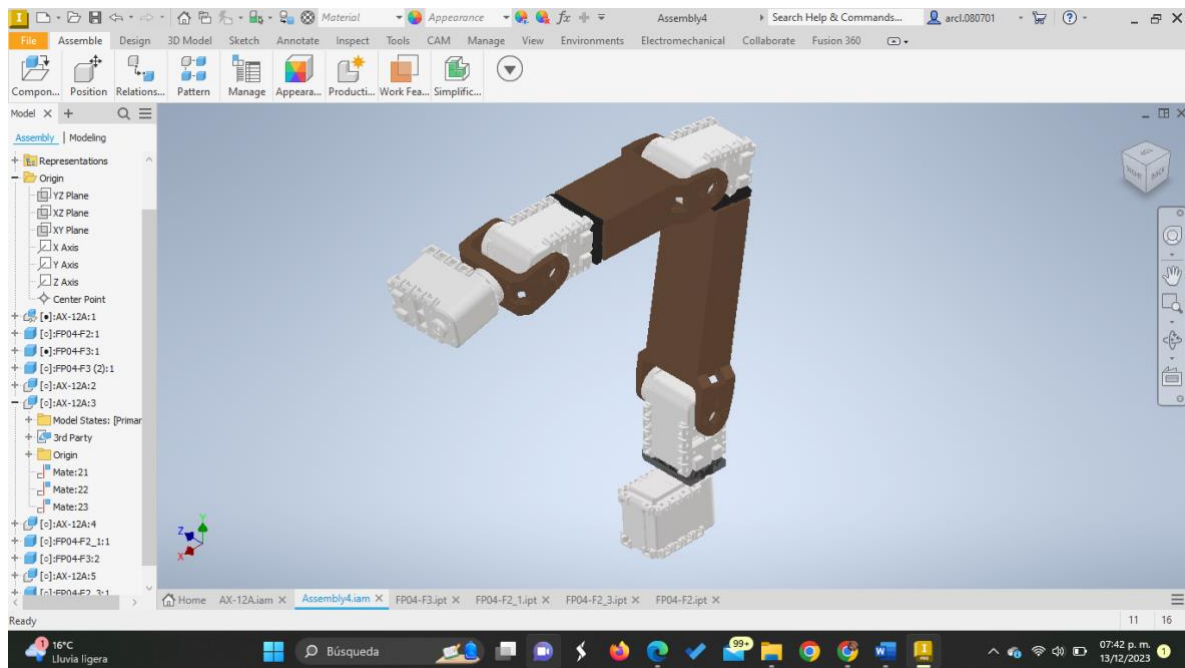 Material
Appearance
fx
Assembly4
Search Help & Commands...
arcl.080701
File Assemble Design 3D Model Sketch Annotate Inspect Tools CAM Manage View Environments Electromechanical Collaborate Fusion 360
Compon... Position Relations... Pattern Manage Appeara... Producti... Work Fea... Simplific...
Model
Assembly | Modeling
Representations
Origin
YZ Plane
XZ Plane
XY Plane
X Axis
Y Axis
Z Axis
Center Point
[•]:AX-12A:1
[○]:FP04-F2:1
[•]:FP04-F3:1
[○]:FP04-F3 (2):1
[○]:AX-12A:2
[○]:AX-12A:3
Model States: [Primar
3rd Party
Origin
Mate:21
Mate:22
Mate:23
[○]:AX-12A:4
[○]:FP04-F2_1:1
[○]:FP04-F3:2
[○]:AX-12A:5
[○]:FP04-F2_3:1
Y
Z
X
Home AX-12A.iam Assembly4.iam FP04-F3.ipt FP04-F2_1.ipt FP04-F2_3.ipt FP04-F2.ipt
Ready
11 16
1
16°C
Lluvia ligera
Búsqueda
99+
07:42 p. m.
13/12/2023
1